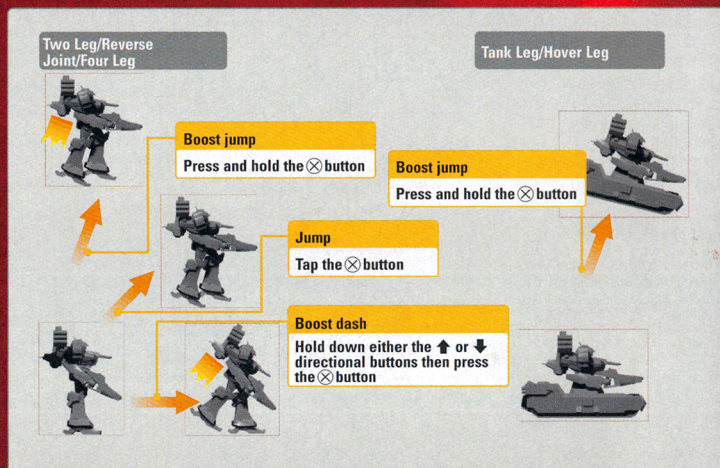 Two Leg/Reverse
Joint/Four Leg
Tank Leg/Hover Leg
Boost jump
Press and hold the ⓧ button
Boost jump
Press and hold the ⓧ button
Jump
Tap the ⓧ button
Boost dash
Hold down either the ⬆ or ⬇
directional buttons then press
the ⓧ button